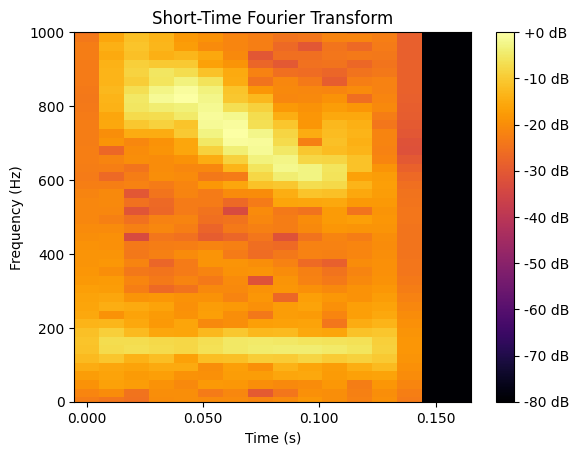 Short-Time Fourier Transform
1000
800
600
400
200
0
Frequency (Hz)
0.000
0.050
0.100
0.150
Time (s)
+0 dB
-10 dB
-20 dB
-30 dB
-40 dB
-50 dB
-60 dB
-70 dB
-80 dB